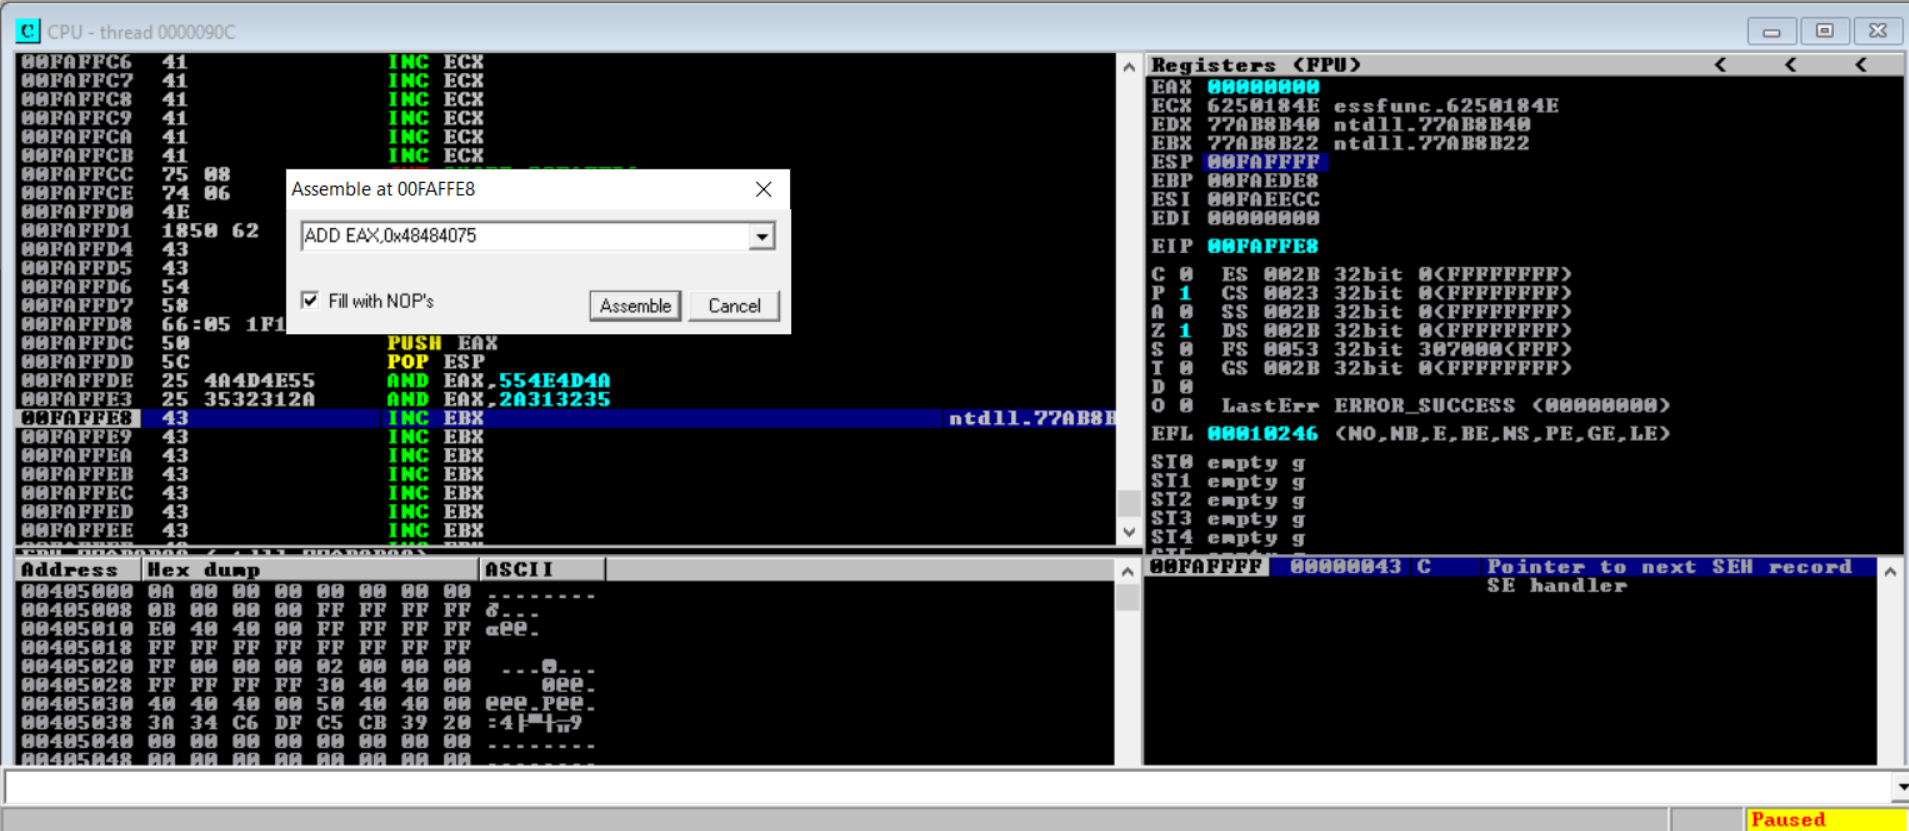 C CPU - thread 0000090C
00FAFFC6 41 INC ECX
00FAFFC7 41 INC ECX
00FAFFC8 41 INC ECX
00FAFFC9 41 INC ECX
00FAFFCA 41 INC ECX
00FAFFCB 41 INC ECX
00FAFFCC 75 08
00FAFFCE 74 06
00FAFFD0 4E
00FAFFD1 1850 62
00FAFFD4 43
00FAFFD5 43
00FAFFD6 54
00FAFFD7 58
00FAFFD8 66:05 1F1
00FAFFDC 50 PUSH EAX
00FAFFDD 5C POP ESP
00FAFFDE 25 4A4D4E55 AND EAX,554E4D4A
00FAFFE3 25 3532312A AND EAX,2A313235
00FAFFE8 43 INC EBX ntdll.77AB8B
00FAFFE9 43 INC EBX
00FAFFEA 43 INC EBX
00FAFFEB 43 INC EBX
00FAFFEC 43 INC EBX
00FAFFED 43 INC EBX
00FAFFEE 43 INC EBX
Assemble at 00FAFFE8
ADD EAX,0x48484075
Fill with NOP's
Assemble Cancel
Registers (FPU) < < <
EAX 00000000
ECX 6250184E essfunc.6250184E
EDX 77AB8B40 ntdll.77AB8B40
EBX 77AB8B22 ntdll.77AB8B22
ESP 00FAFFFF
EBP 00FAEDE8
ESI 00FAEECC
EDI 00000000
EIP 00FAFFE8
C 0 ES 002B 32bit 0(FFFFFFFF)
P 1 CS 0023 32bit 0(FFFFFFFF)
A 0 SS 002B 32bit 0(FFFFFFFF)
Z 1 DS 002B 32bit 0(FFFFFFFF)
S 0 FS 0053 32bit 307000(FFF)
T 0 GS 002B 32bit 0(FFFFFFFF)
D 0
O 0 LastErr ERROR_SUCCESS (00000000)
EFL 00010246 (NO,NB,E,BE,NS,PE,GE,LE)
ST0 empty g
ST1 empty g
ST2 empty g
ST3 empty g
ST4 empty g
Address Hex dump ASCII
00405000 0A 00 00 00 00 00 00 00 ........
00405008 0B 00 00 00 FF FF FF FF ♂...
00405010 E0 40 40 00 FF FF FF FF α@@.
00405018 FF FF FF FF FF FF FF FF
00405020 FF 00 00 00 02 00 00 00 ...☻...
00405028 FF FF FF FF 30 40 40 00 0@@.
00405030 40 40 40 00 50 40 40 00 @@@.P@@.
00405038 3A 34 C6 DF C5 CB 39 20 :4╞▀┼╦9
00405040 00 00 00 00 00 00 00 00 ........
00405048 00 00 00 00 00 00 00 00 ........
00FAFFFF 00000043 C Pointer to next SEH record
SE handler
Paused